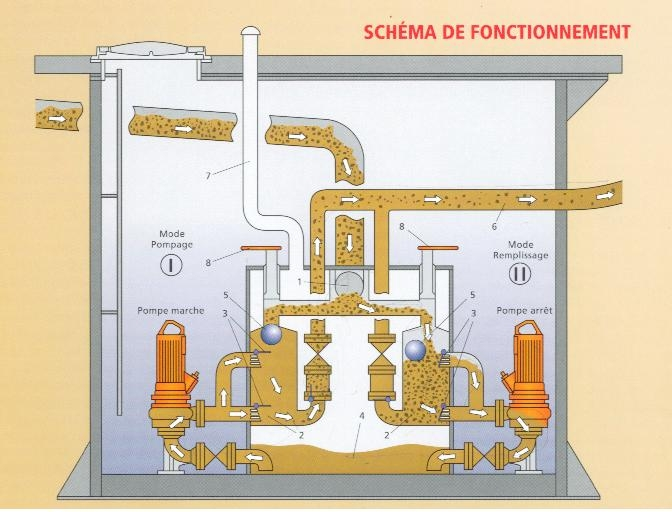 SCHÉMA DE FONCTIONNEMENT
7
6
Mode
Pompage
I
8
8
Mode
Remplissage
II
1
Pompe marche
5
3
5
3
Pompe arrêt
2
4
2